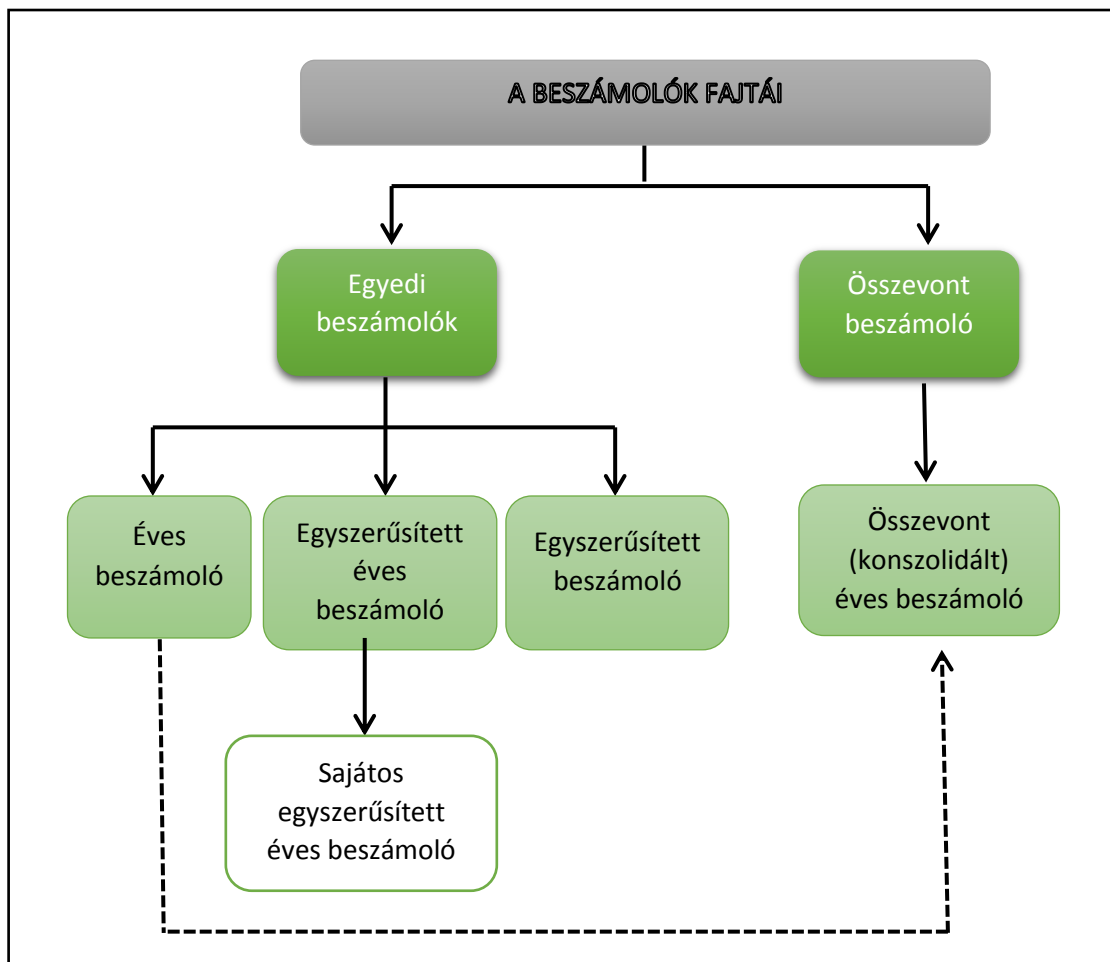 A BESZÁMOLÓK FAJTÁI
Egyedi
beszámolók
Összevont
beszámoló
Éves
beszámoló
Egyszerűsített
éves
beszámoló
Egyszerűsített
beszámoló
Összevont
(konszolidált)
éves beszámoló
Sajátos
egyszerűsített
éves beszámoló